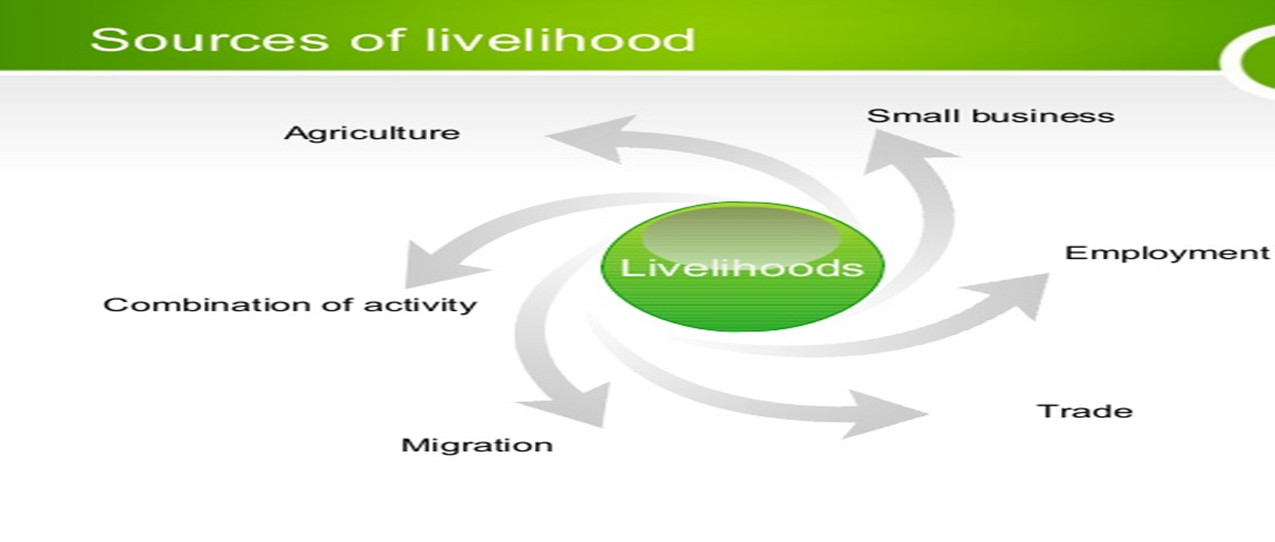 Sources of livelihood
Agriculture
Small business
Livelihoods
Employment
Combination of activity
Trade
Migration